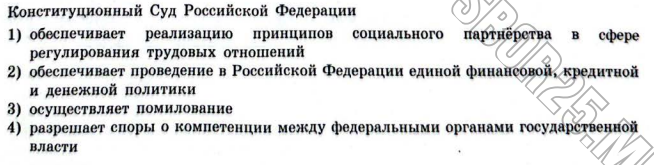 Конституционный Суд Российской Федерации
1) обеспечивает реализацию принципов социального партнёрства в сфере
регулирования трудовых отношений
2) обеспечивает проведение в Российской Федерации единой финансовой, кредитной
и денежной политики
3) осуществляет помилование
4) разрешает споры о компетенции между федеральными органами государственной
власти
SBOR25.M